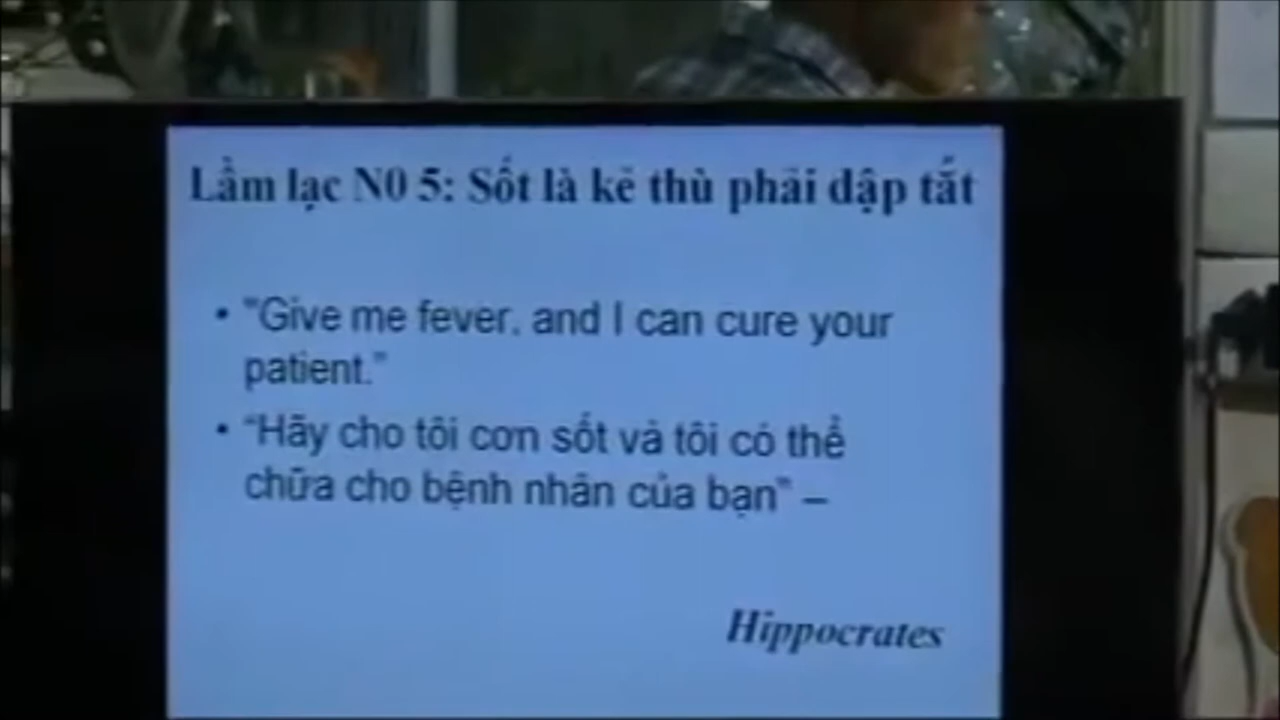 Lầm lạc N0 5: Sốt là kẻ thù phải dập tắt
• "Give me fever, and I can cure your
patient."
• "Hãy cho tôi cơn sốt và tôi có thể
chữa cho bệnh nhân của bạn" –
Hippocrates